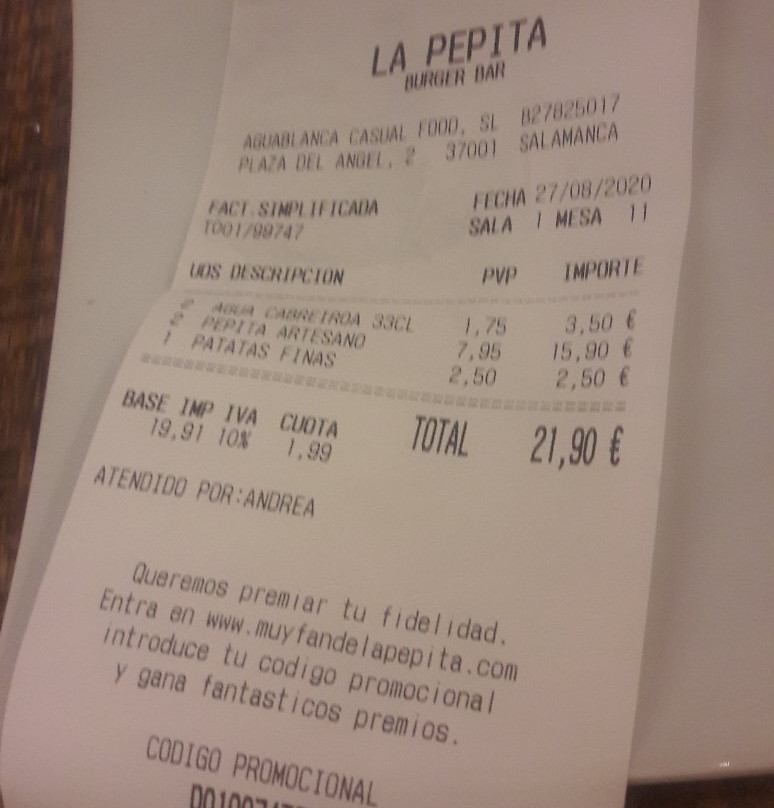 LA PEPITA
BURGER BAR
AGUABLANCA CASUAL FOOD, SL B27825017
PLAZA DEL ANGEL, 2 37001 SALAMANCA
FACT.SIMPLIFICADA FECHA 27/08/2020
T001/99747 SALA 1 MESA 11
UDS DESCRIPCION PVP IMPORTE
2 AGUA CABREIROA 33CL 1,75 3,50 €
2 PEPITA ARTESANO 7,95 15,90 €
1 PATATAS FINAS 2,50 2,50 €
BASE IMP IVA CUOTA TOTAL 21,90 €
19,91 10% 1,99
ATENDIDO POR:ANDREA
Queremos premiar tu fidelidad.
Entra en www.muyfandelapepita.com
introduce tu codigo promocional
y gana fantasticos premios.
CODIGO PROMOCIONAL